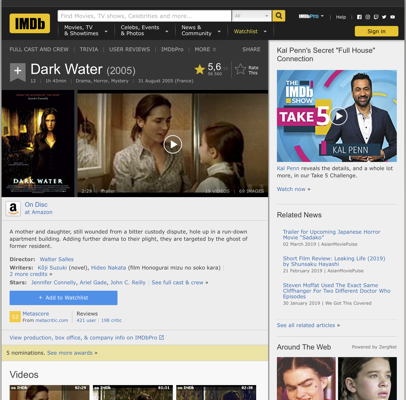 IMDb
Find Movies, TV shows, Celebrities and more...
All
Movies, TV & Showtimes
Celebs, Events & Photos
News & Community
Watchlist
IMDbPro
Help
Sign in
FULL CAST AND CREW | TRIVIA | USER REVIEWS | IMDbPro | MORE
SHARE
Dark Water (2005)
5,6
Rate This
12 | 1h 45min | Drama, Horror, Mystery | 31 August 2005 (France)
2:29 | Trailer
19 VIDEOS | 69 IMAGES
DARK WATER
On Disc
at Amazon
A mother and daughter, still wounded from a bitter custody dispute, hole up in a run-down
apartment building. Adding further drama to their plight, they are targeted by the ghost of
former resident.
Director: Walter Salles
Writers: Kôji Suzuki (novel), Hideo Nakata (film Honogurai mizu no soko kara)
2 more credits »
Stars: Jennifer Connelly, Ariel Gade, John C. Reilly | See full cast & crew »
+ Add to Watchlist
Metascore
From metacritic.com
Reviews
421 user | 198 critic
View production, box office, & company info on IMDbPro
5 nominations. See more awards »
Videos
Kal Penn's Secret "Full House"
Connection
THE IMDb SHOW
TAKE 5
KAL PENN
Kal Penn reveals the details, and a whole lot
more, in our Take 5 Challenge.
Watch now »
Related News
Trailer for Upcoming Japanese Horror
Movie "Sadako"
02 March 2019 | AsianMoviePulse
Short Film Review: Leaking Life (2019)
by Shunsaku Hayashi
21 February 2019 | AsianMoviePulse
Steven Moffat Used The Exact Same
Cliffhanger For Two Different Doctor Who
Episodes
30 January 2019 | We Got This Covered
See all related articles »
Around The Web
Powered by ZergNet